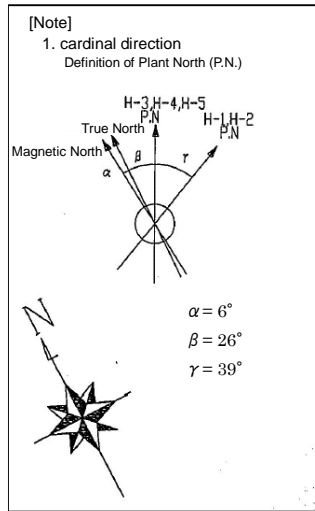 [Note]
1. cardinal direction
Definition of Plant North (P.N.)
H-3,H-4,H-5
P.N
H-1,H-2
P.N
True North
Magnetic North
α
β
γ
α = 6°
β = 26°
γ = 39°
N